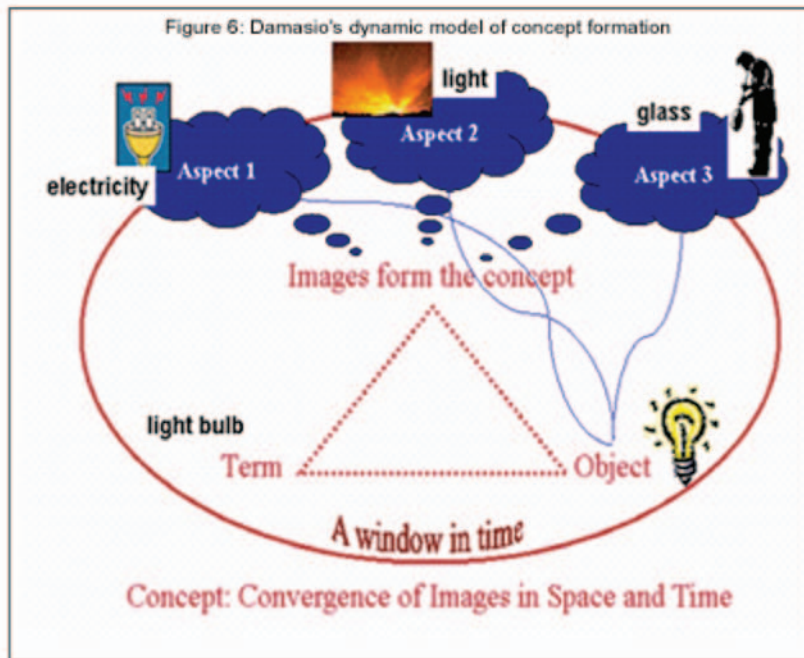 Figure 6: Damasio's dynamic model of concept formation
light
glass
Aspect 2
Aspect 1
Aspect 3
electricity
Images form the concept
light bulb
Term
Object
A window in time
Concept: Convergence of Images in Space and Time